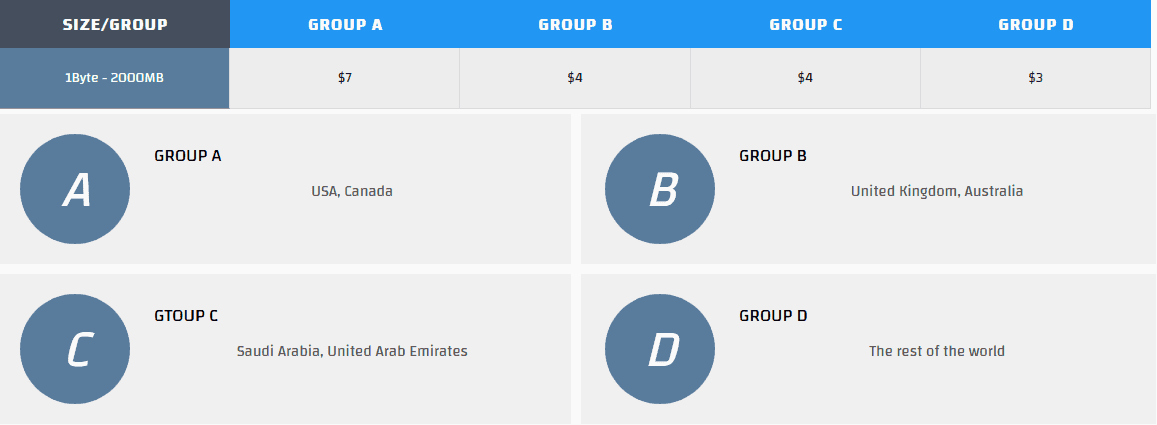 SIZE/GROUP GROUP A GROUP B GROUP C GROUP D
1Byte - 2000MB $7 $4 $4 $3
A
GROUP A
USA, Canada
B
GROUP B
United Kingdom, Australia
C
GTOUP C
Saudi Arabia, United Arab Emirates
D
GROUP D
The rest of the world